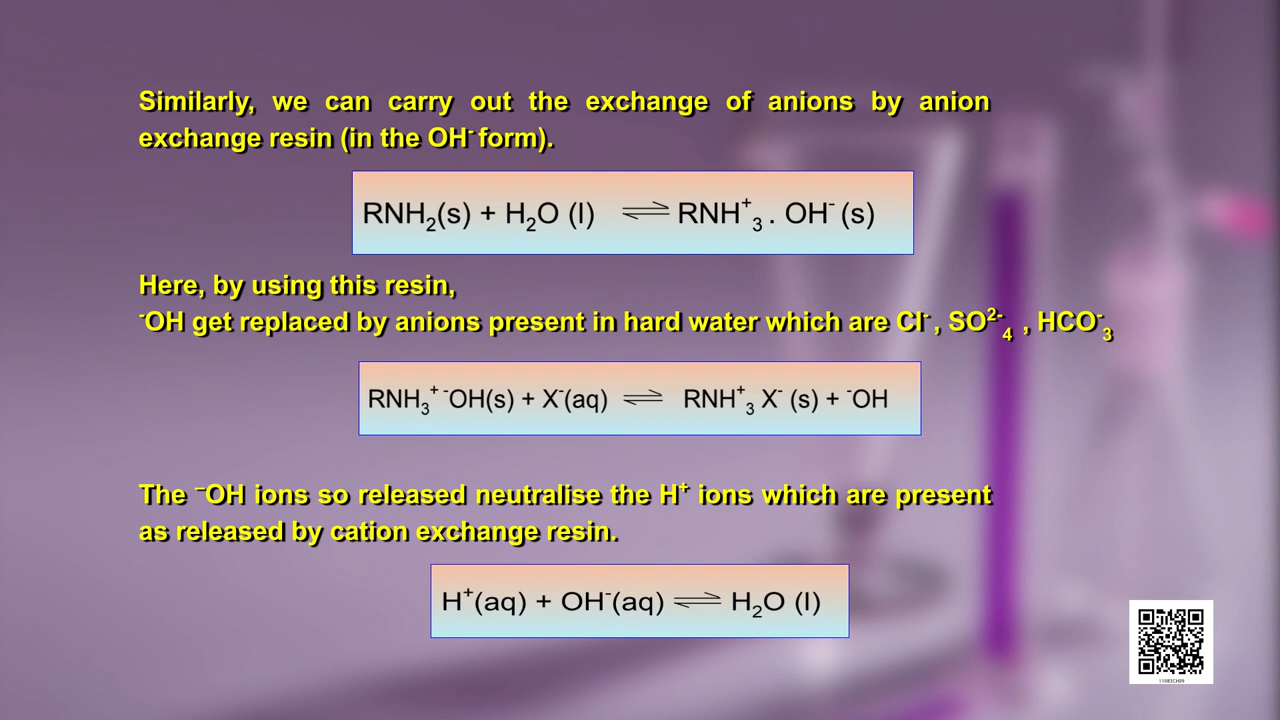 Similarly, we can carry out the exchange of anions by anion
exchange resin (in the OH⁻ form).
RNH₂(s) + H₂O (l) ⇌ RNH⁺₃ . OH⁻ (s)
Here, by using this resin,
⁻OH get replaced by anions present in hard water which are Cl⁻ , SO²⁻₄ , HCO⁻₃
RNH₃⁺ ⁻OH(s) + X⁻(aq) ⇌ RNH⁺₃ X⁻ (s) + ⁻OH
The ⁻OH ions so released neutralise the H⁺ ions which are present
as released by cation exchange resin.
H⁺(aq) + OH⁻(aq) ⇌ H₂O (l)
11083CH09